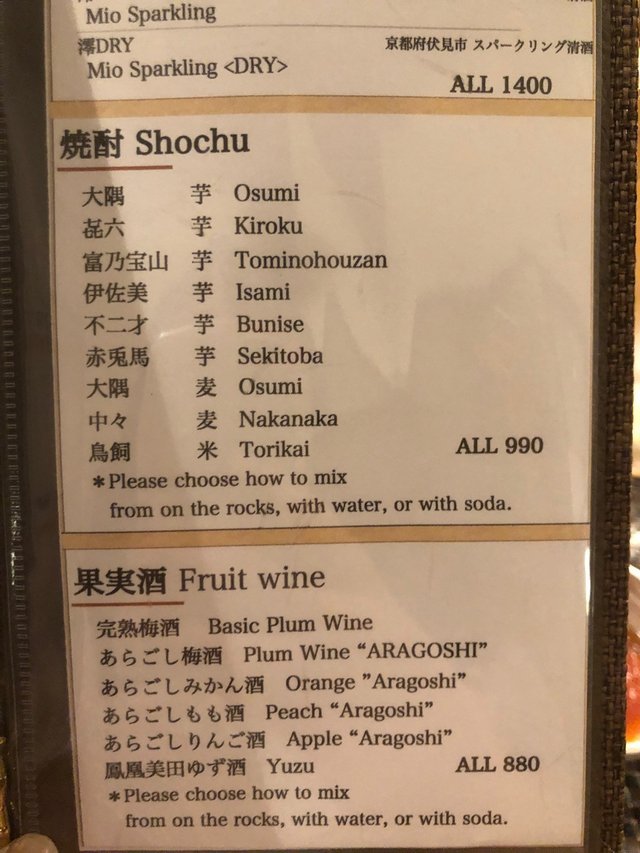 Mio Sparkling
澪DRY 京都府伏見市 スパークリング清酒
Mio Sparkling <DRY>
ALL 1400
焼酎 Shochu
大隅 芋 Osumi
㐂六 芋 Kiroku
富乃宝山 芋 Tominohouzan
伊佐美 芋 Isami
不二才 芋 Bunise
赤兎馬 芋 Sekitoba
大隅 麦 Osumi
中々 麦 Nakanaka
鳥飼 米 Torikai ALL 990
*Please choose how to mix
from on the rocks, with water, or with soda.
果実酒 Fruit wine
完熟梅酒 Basic Plum Wine
あらごし梅酒 Plum Wine “ARAGOSHI”
あらごしみかん酒 Orange ”Aragoshi”
あらごしもも酒 Peach “Aragoshi”
あらごしりんご酒 Apple “Aragoshi”
鳳凰美田ゆず酒 Yuzu ALL 880
*Please choose how to mix
from on the rocks, with water, or with soda.